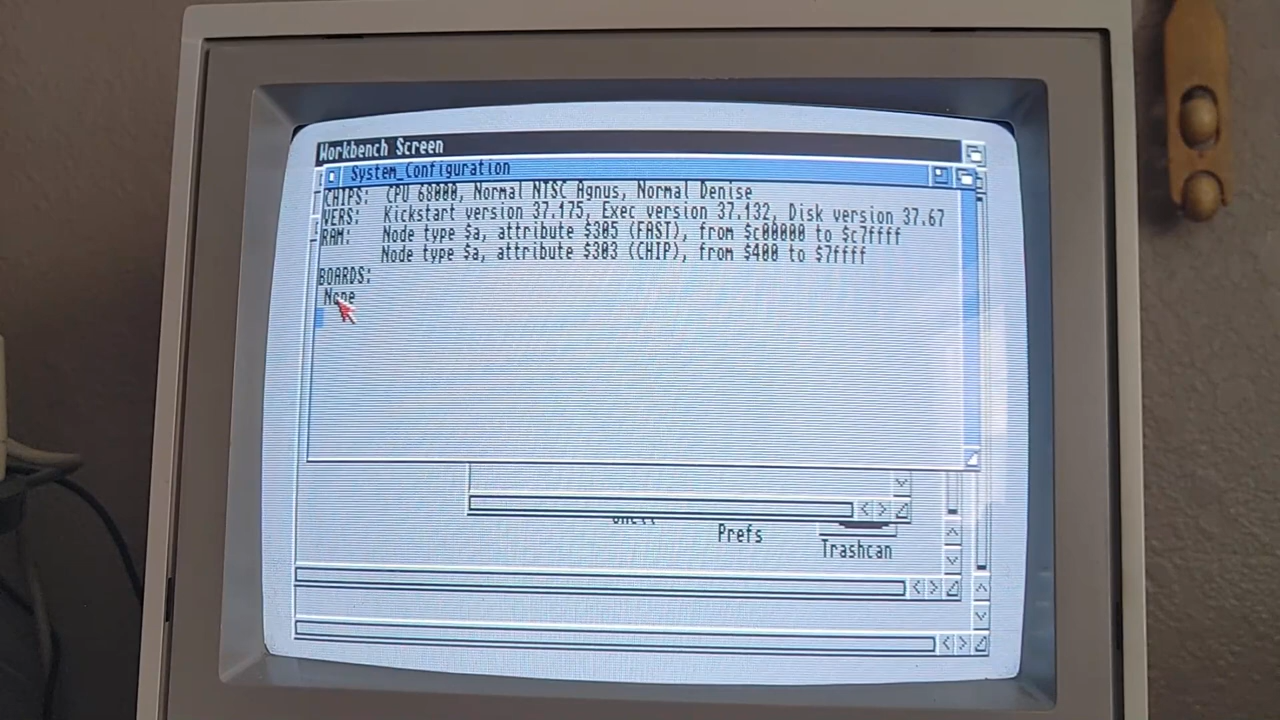 Workbench Screen
System_Configuration
CHIPS: CPU 68000, Normal NTSC Agnus, Normal Denise
VERS: Kickstart version 37.175, Exec version 37.132, Disk version 37.67
RAM: Node type $a, attribute $305 (FAST), from $c00000 to $c7ffff
Node type $a, attribute $303 (CHIP), from $400 to $7ffff
BOARDS:
None
Prefs
Trashcan